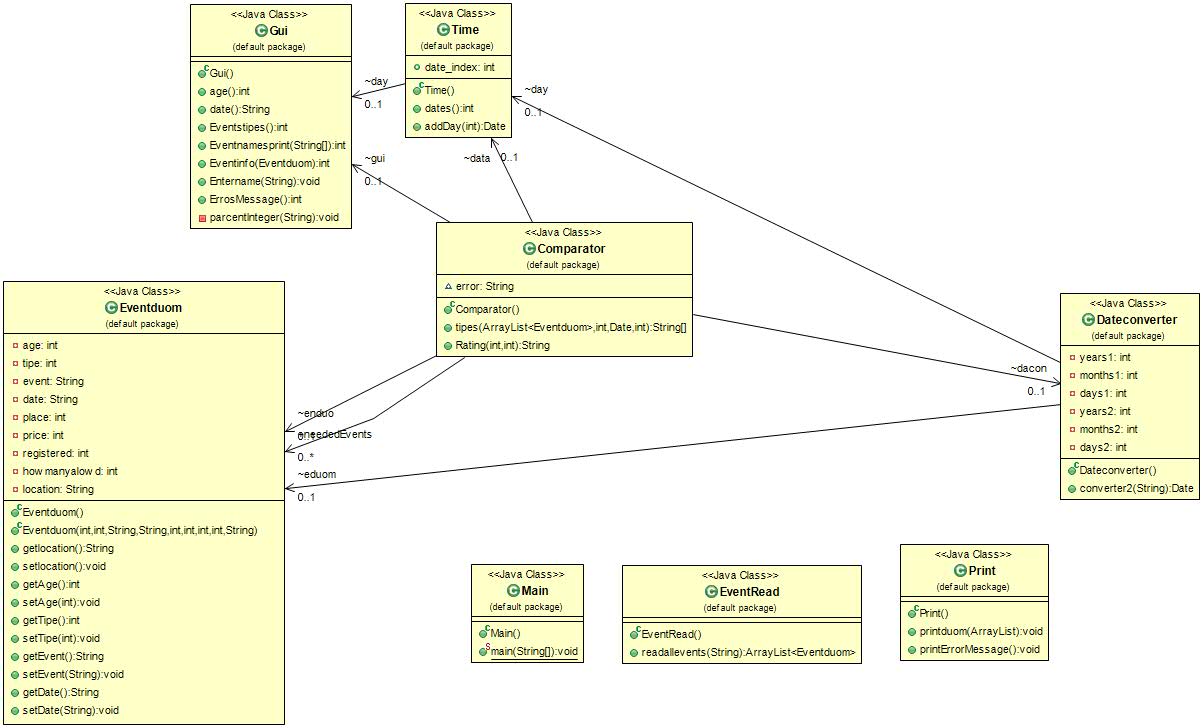 <<Java Class>>
Gui
(default package)
Gui()
age():int
date():String
Eventstipes():int
Eventnamesprint(String[]):int
Eventinfo(Eventduom):int
Entername(String):void
ErrosMessage():int
parcentInteger(String):void
<<Java Class>>
Time
(default package)
date_index: int
Time()
dates():int
addDay(int):Date
~day
0..1
~day
0..1
~gui
0..1
~data
0..1
<<Java Class>>
Comparator
(default package)
error: String
Comparator()
tipes(ArrayList<Eventduom>,int,Date,int):String[]
Rating(int,int):String
<<Java Class>>
Eventduom
(default package)
age: int
tipe: int
event: String
date: String
place: int
price: int
registered: int
howmanyalowd: int
location: String
Eventduom()
Eventduom(int,int,String,String,int,int,int,int,String)
getlocation():String
setlocation():void
getAge():int
setAge(int):void
getTipe():int
setTipe(int):void
getEvent():String
setEvent(String):void
getDate():String
setDate(String):void
~enduo
~neededEvents
0..*
~eduom
0..1
~dacon
0..1
<<Java Class>>
Dateconverter
(default package)
years1: int
months1: int
days1: int
years2: int
months2: int
days2: int
Dateconverter()
converter2(String):Date
<<Java Class>>
Main
(default package)
Main()
main(String[]):void
<<Java Class>>
EventRead
(default package)
EventRead()
readallevents(String):ArrayList<Eventduom>
<<Java Class>>
Print
(default package)
Print()
printduom(ArrayList):void
printErrorMessage():void